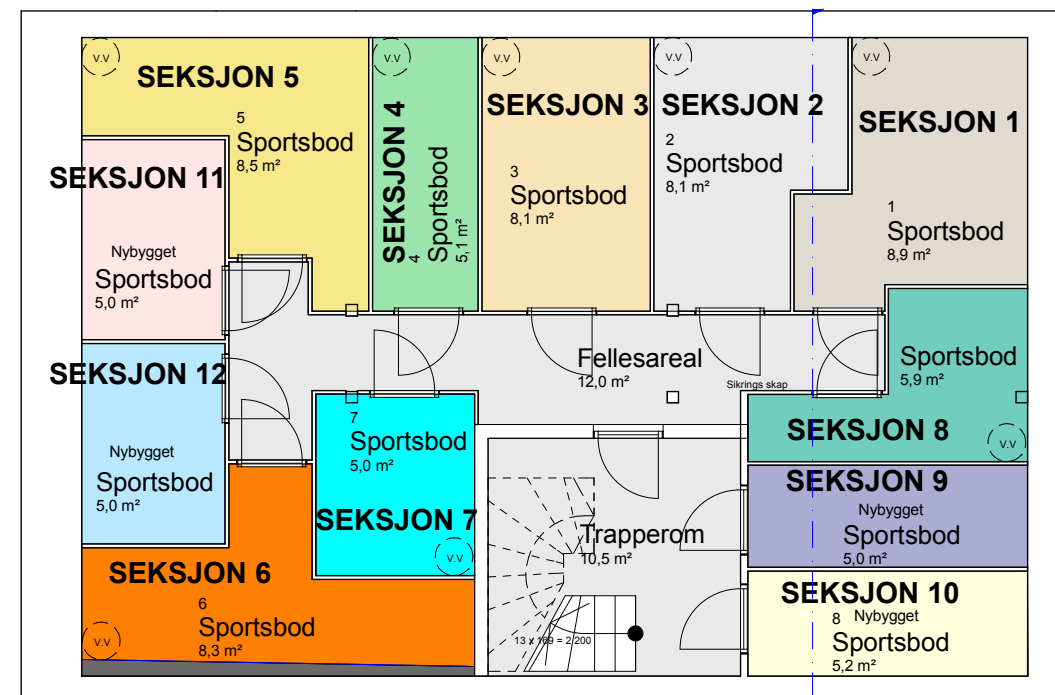 v.v
SEKSJON 5
5
Sportsbod
8,5 m²
v.v
SEKSJON 4
4
Sportsbod
5,1 m²
v.v
SEKSJON 3
3
Sportsbod
8,1 m²
v.v
SEKSJON 2
2
Sportsbod
8,1 m²
v.v
SEKSJON 1
1
Sportsbod
8,9 m²
SEKSJON 11
Nybygget
Sportsbod
5,0 m²
SEKSJON 12
Nybygget
Sportsbod
5,0 m²
Fellesareal
12,0 m²
Sikrings skap
Sportsbod
5,9 m²
SEKSJON 8
v.v
7
Sportsbod
5,0 m²
SEKSJON 7
v.v
SEKSJON 9
Nybygget
Sportsbod
5,0 m²
Trapperom
10,5 m²
13 x 169 = 2 200
SEKSJON 6
6
Sportsbod
8,3 m²
v.v
SEKSJON 10
8 Nybygget
Sportsbod
5,2 m²